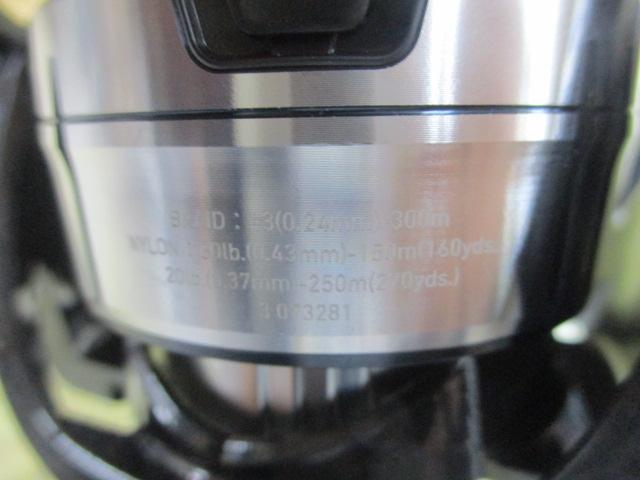 BRAID : #3(0.24mm)-300m
NYLON : 30lb.(0.43mm)-150m(160yds.)
20lb.(0.37mm)-250m(270yds.)
3 073281